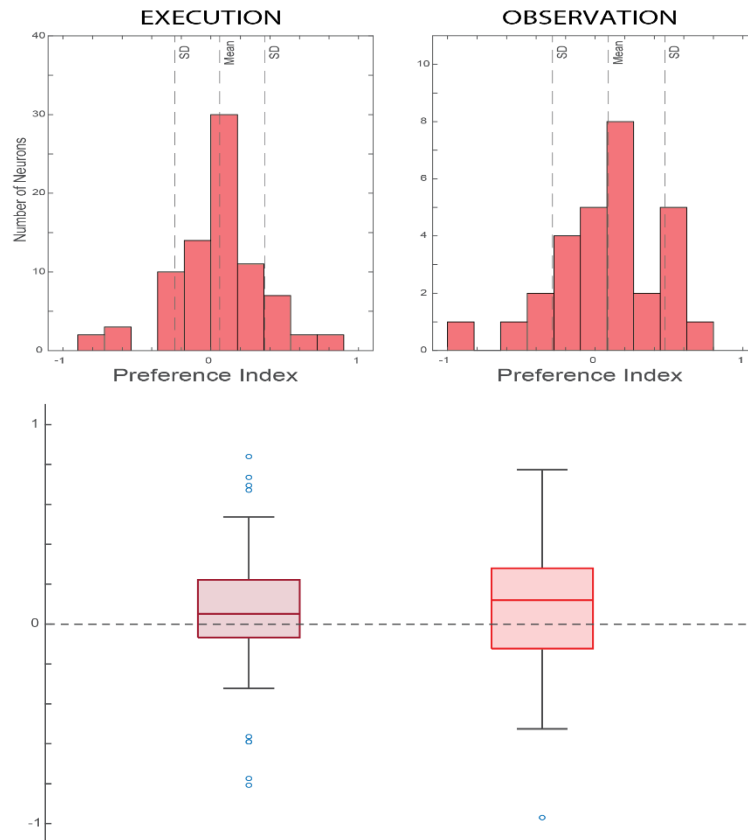 EXECUTION
OBSERVATION
SD
Mean
SD
SD
Mean
SD
Number of Neurons
40
30
20
10
0
10
8
6
4
2
0
-1
0
1
-1
0
1
Preference Index
Preference Index
1
0
-1